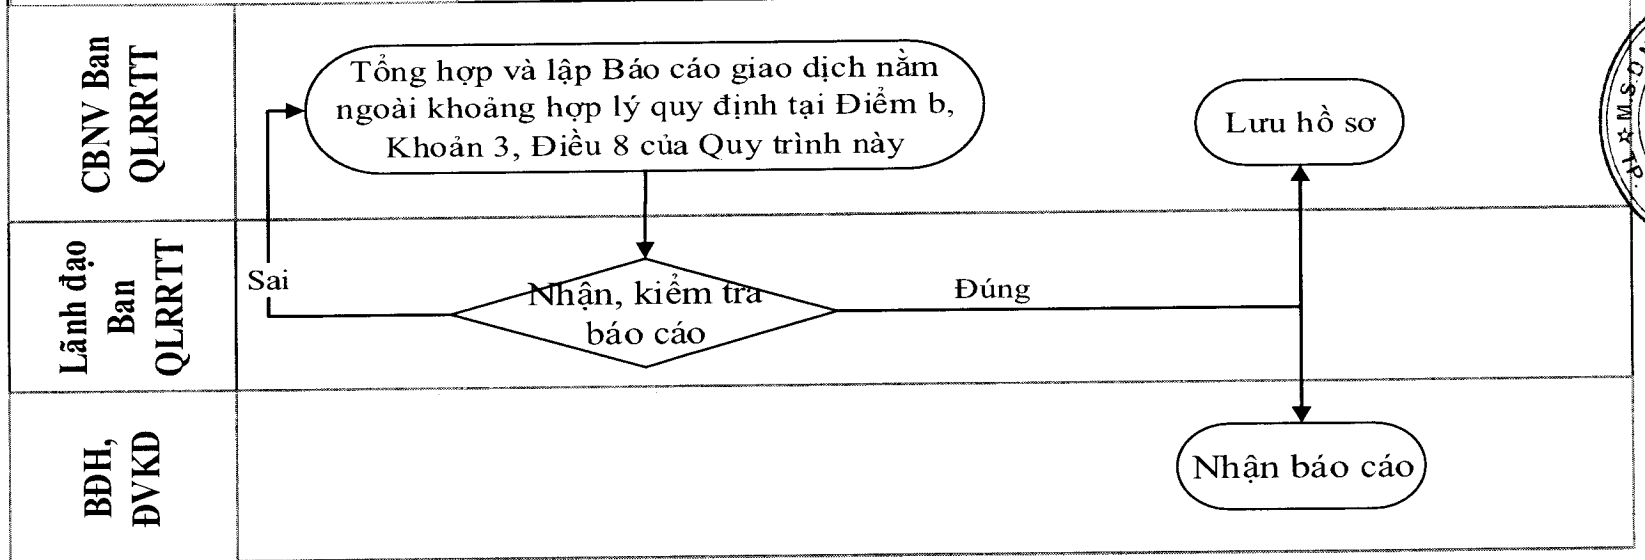 CBNV Ban
QLRRTT
Tổng hợp và lập Báo cáo giao dịch nằm
ngoài khoảng hợp lý quy định tại Điểm b,
Khoản 3, Điều 8 của Quy trình này
Lưu hồ sơ
Lãnh đạo
Ban
QLRRTT
Sai
Nhận, kiểm tra
báo cáo
Đúng
BĐH,
ĐVKD
Nhận báo cáo
M.S.D.N